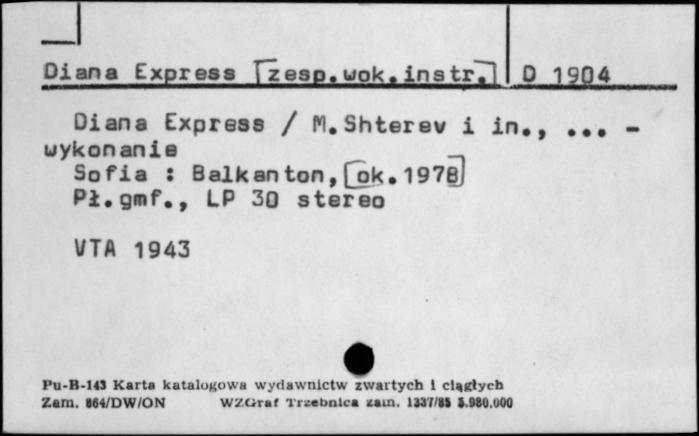 Diana Express [zesp.wok.instr.] D 1904
Diana Express / M.Shterev i in., ... -
wykonanie
Sofia : Balkanton,[ok.1978]
Pł.gmf., LP 30 stereo
VTA 1943
Pu-B-143 Karta katalogowa wydawnictw zwartych i ciągłych
Zam. 864/DW/ON WZGraf Trzebnica zam. 1337/85 5.980.000